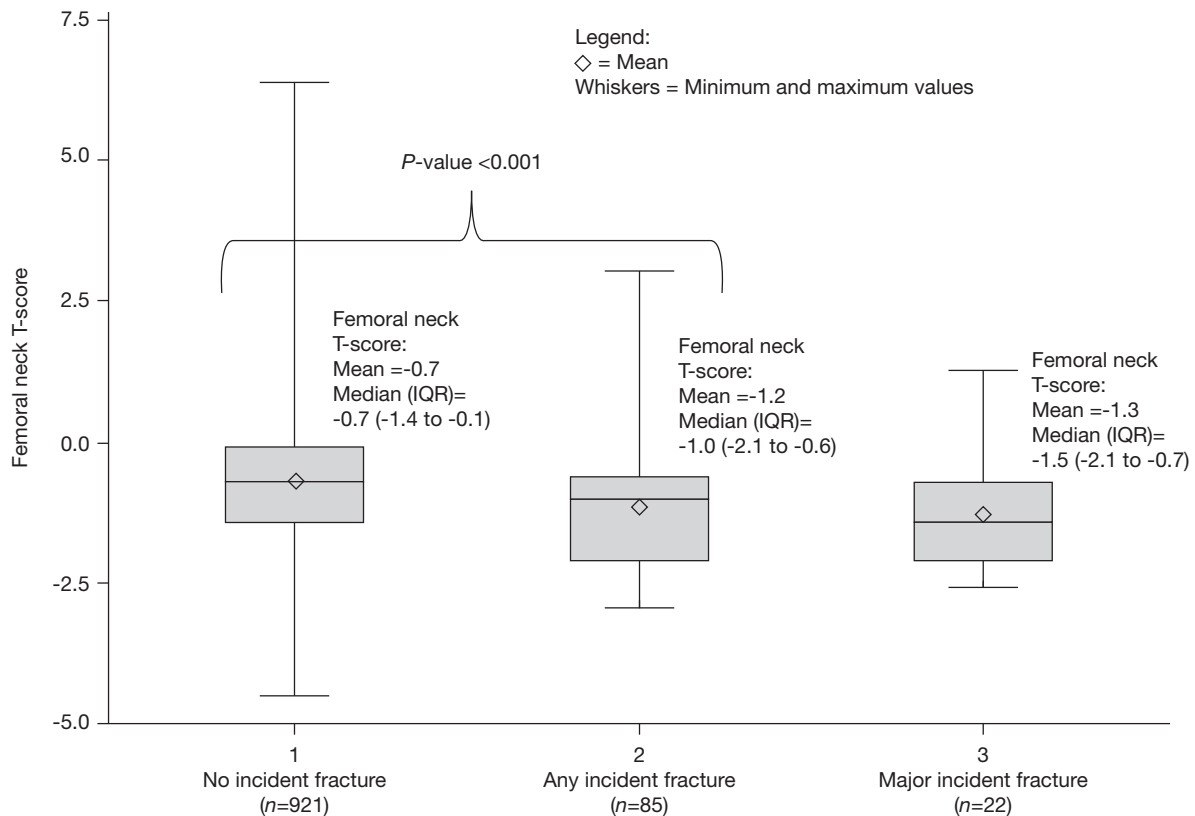 7.5
5.0
2.5
0.0
-2.5
-5.0
Femoral neck T-score
Legend:
◇ = Mean
Whiskers = Minimum and maximum values
P-value <0.001
Femoral neck
T-score:
Mean =-0.7
Median (IQR)=
-0.7 (-1.4 to -0.1)
Femoral neck
T-score:
Mean =-1.2
Median (IQR)=
-1.0 (-2.1 to -0.6)
Femoral neck
T-score:
Mean =-1.3
Median (IQR)=
-1.5 (-2.1 to -0.7)
1
No incident fracture
(n=921)
2
Any incident fracture
(n=85)
3
Major incident fracture
(n=22)